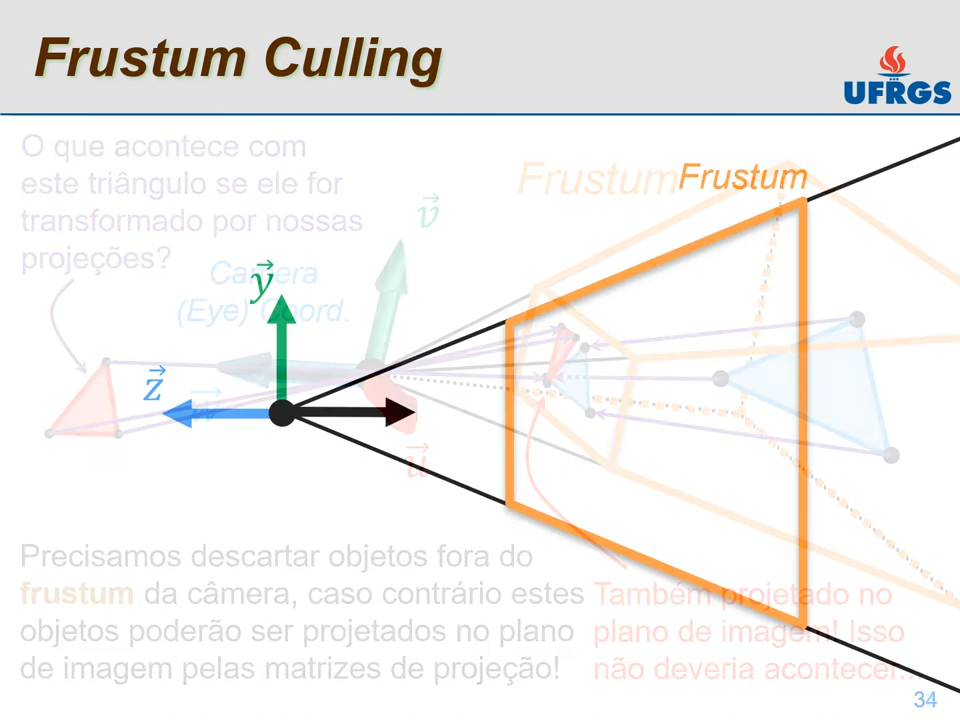 Frustum Culling
UFRGS
O que acontece com
este triângulo se ele for
transformado por nossas
projeções?
Frustum
Frustum
v
Camera
(Eye) Coord.
y
z
u
Precisamos descartar objetos fora do
frustum da câmera, caso contrário estes
objetos poderão ser projetados no plano
de imagem pelas matrizes de projeção!
Também projetado no
plano de imagem! Isso
não deveria acontecer...
34